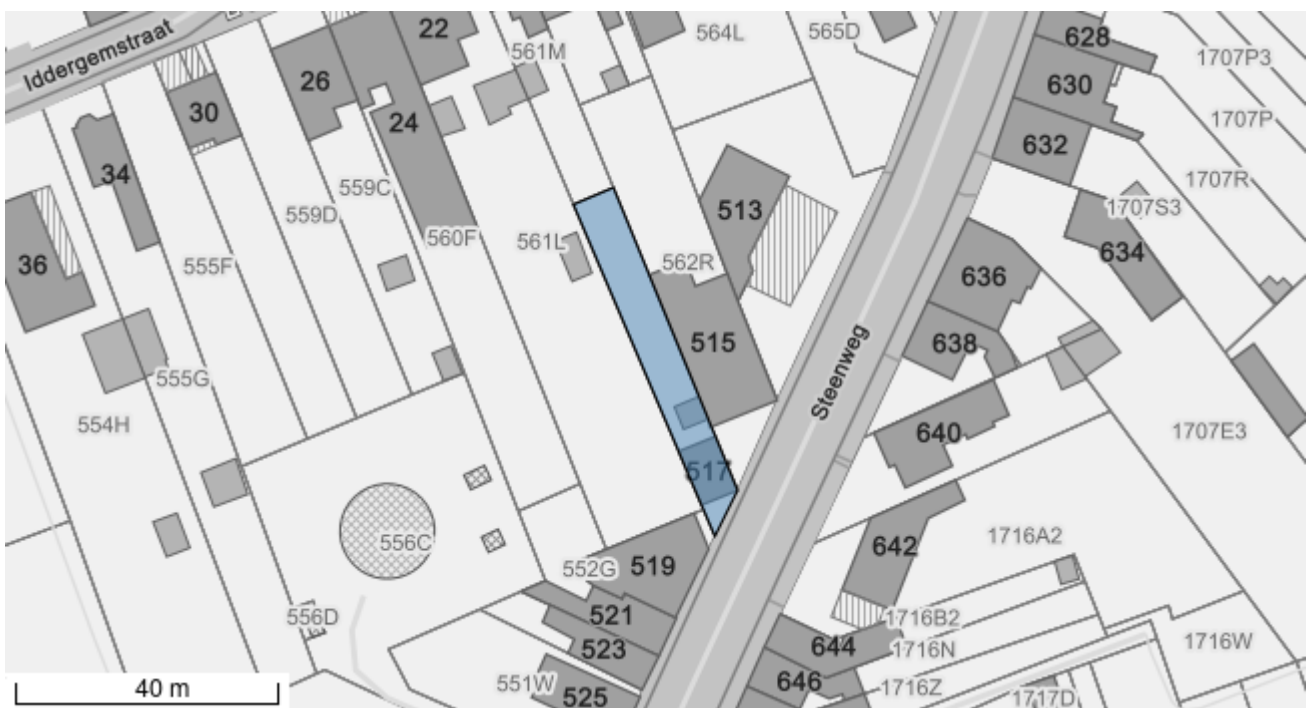 Iddergemstraat
22
561M
564L
565D
628
1707P3
26
630
30
24
1707P
632
34
559C
1707R
559D
513
1707S3
560F
561L
634
36
555F
562R
636
515
Steenweg
638
555G
554H
640
1707E3
517
556C
642
1716A2
552G
519
556D
521
1716B2
523
644
1716N
1716W
551W
646
1716Z
525
1717D
40 m